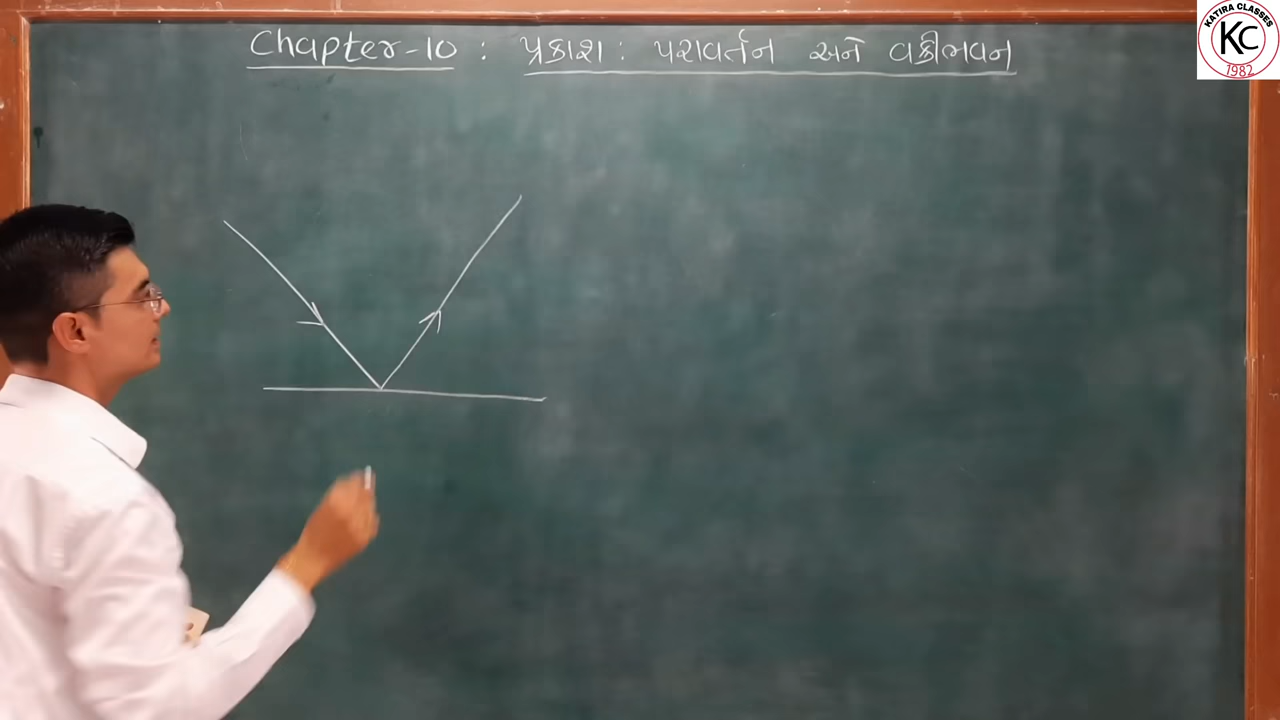 Chapter-10 : પ્રકાશ : પરાવર્તન અને વક્રીભવન
KATIRA CLASSES
KC
1982